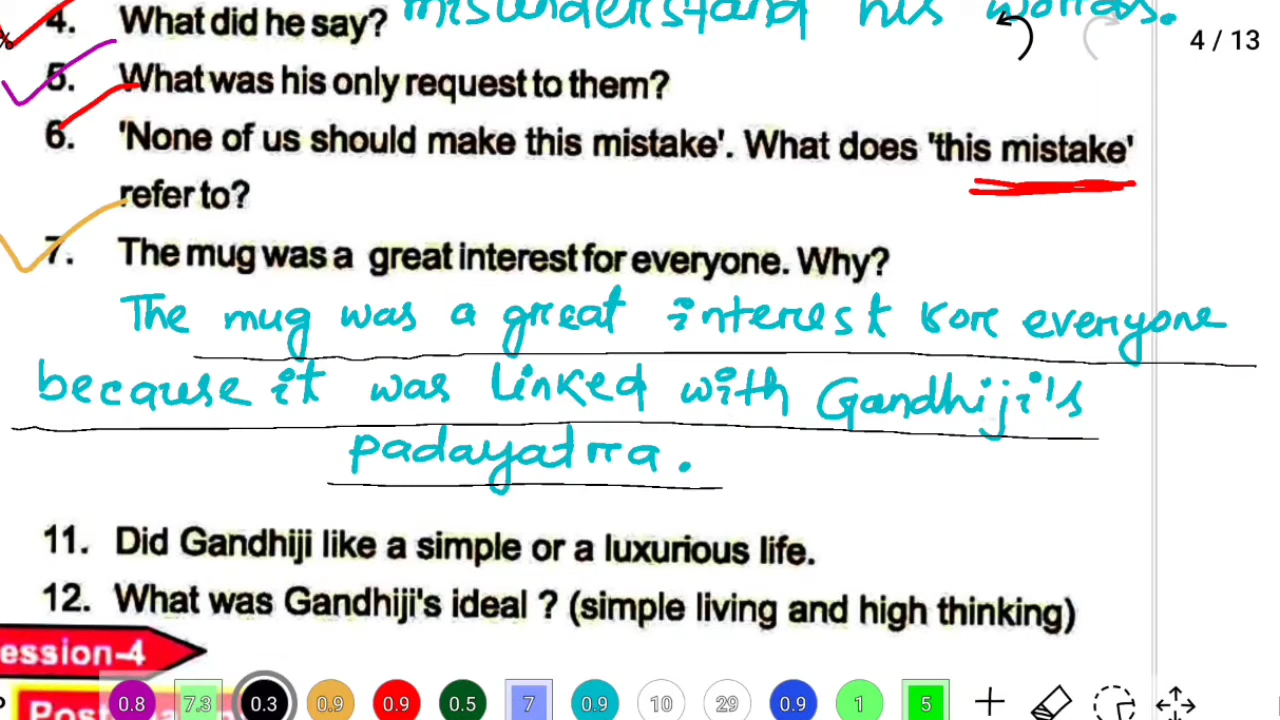 4. What did he say? misunderstand his words.
4 / 13
5. What was his only request to them?
6. 'None of us should make this mistake'. What does 'this mistake'
refer to?
7. The mug was a great interest for everyone. Why?
The mug was a great interest for everyone
because it was linked with Gandhiji's
padayatra.
11. Did Gandhiji like a simple or a luxurious life.
12. What was Gandhiji's ideal ? (simple living and high thinking)
ession-4
0.8 7.3 0.3 0.9 0.9 0.5 7 0.9 10 29 0.9 1 5